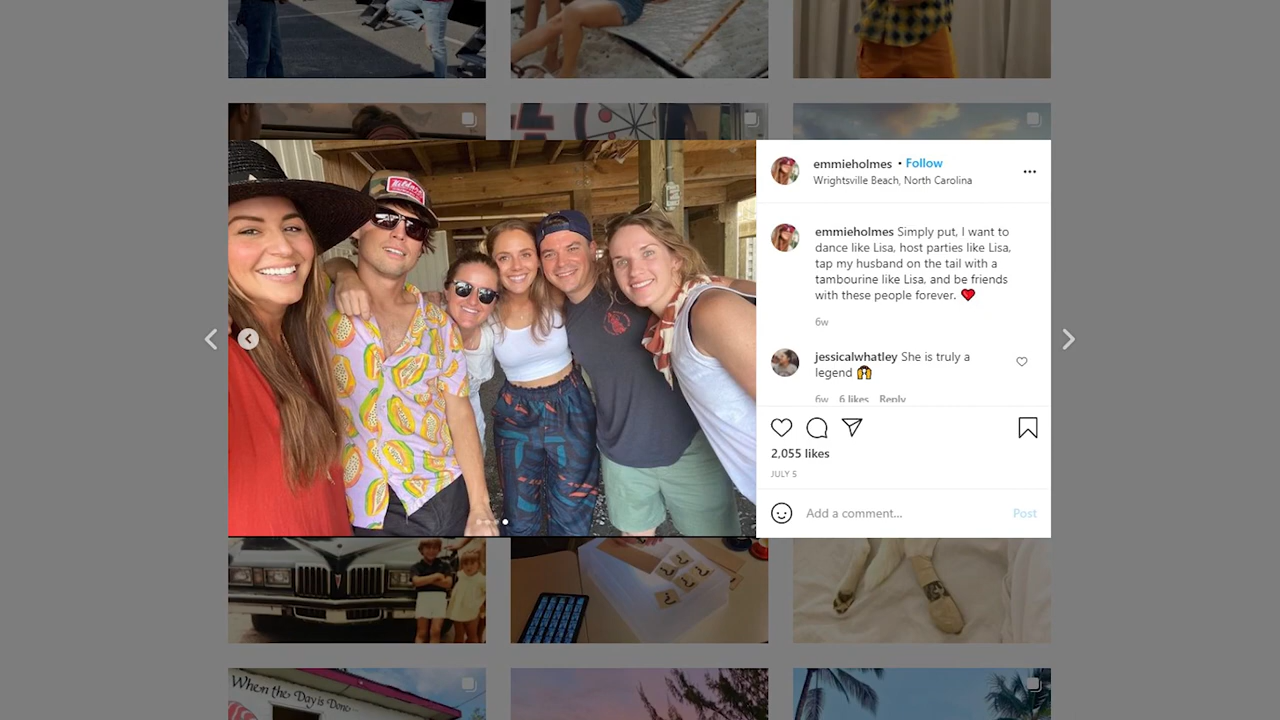 emmieholmes • Follow
Wrightsville Beach, North Carolina
emmieholmes Simply put, I want to
dance like Lisa, host parties like Lisa,
tap my husband on the tail with a
tambourine like Lisa, and be friends
with these people forever. ❤️
6w
jessicalwhatley She is truly a
legend 🙌
6w 6 likes Reply
2,055 likes
JULY 5
Add a comment... Post
When the Day is Done